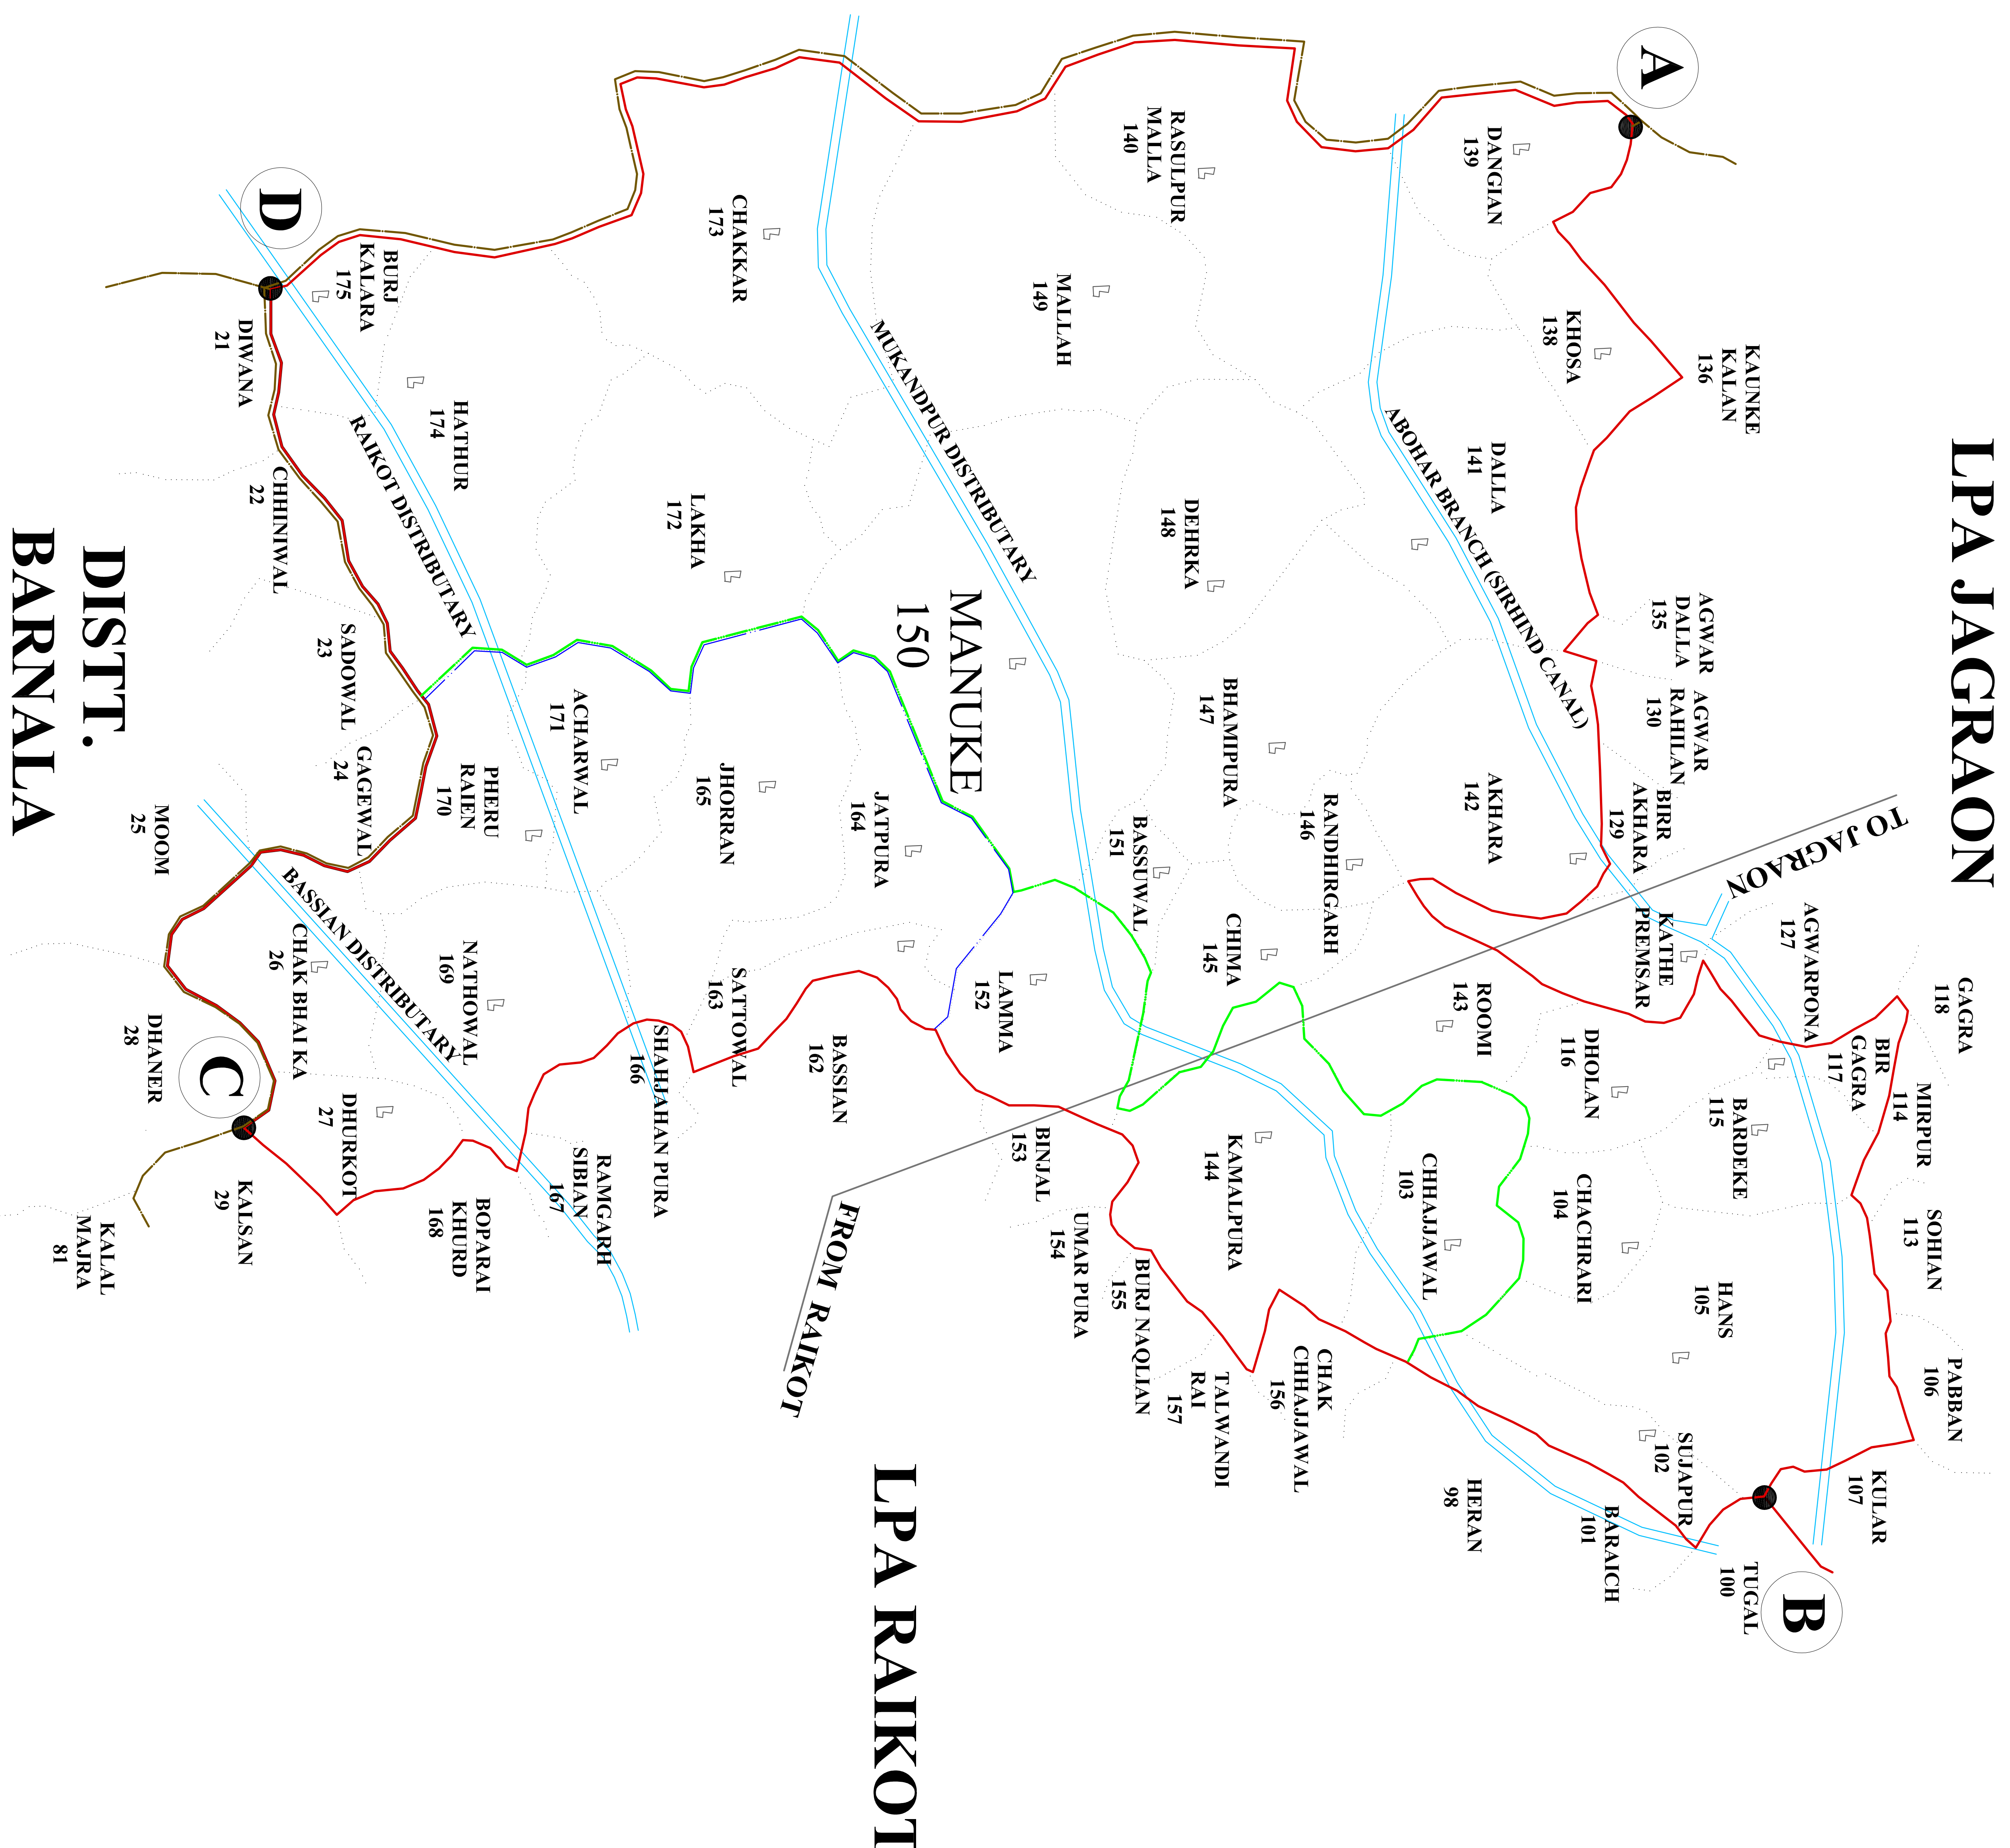 LPA JAGRAON
A
KAUNKE
KALAN
136
DANGIAN
139
KHOSA
138
DALLA
141
AGWAR
DALLA
135
AGWAR
RAHILAN
130
BIRR
AKHARA
129
TO JAGRAON
AGWARPONA
127
GAGRA
118
BIR
GAGRA
117
MIRPUR
114
SOHIAN
113
PABBAN
106
KULAR
107
B
TUGAL
100
KATHE
PREMSAR
ABOHAR BRANCH (SIRHIND CANAL)
AKHARA
142
ROOMI
143
DHOLAN
116
BARDEKE
115
CHACHRARI
104
HANS
105
SUJAPUR
102
BARAICH
101
HERAN
98
RASULPUR
MALLA
140
MALLAH
149
DEHRKA
148
BHAMIPURA
147
RANDHIRGARH
146
CHIMA
145
BASSUWAL
151
KAMALPURA
144
CHHAJJAWAL
103
CHAK
CHHAJJAWAL
156
TALWANDI
RAI
157
BURJ NAQLIAN
155
UMAR PURA
154
BINJAL
153
LAMMA
152
MUKANDPUR DISTRIBUTARY
MANUKE
150
CHAKKAR
173
LAKHA
172
JATPURA
164
JHORRAN
165
ACHARWAL
171
SATTOWAL
163
BASSIAN
162
FROM RAIKOT
LPA RAIKOT
SHAHJAHAN PURA
166
RAMGARH
SIBIAN
167
BOPARAI
KHURD
168
NATHOWAL
169
PHERU
RAIEN
170
HATHUR
174
RAIKOT DISTRIBUTARY
BURJ
KALARA
175
D
DIWANA
21
CHHINIWAL
22
SADOWAL
23
GAGEWAL
24
BASSIAN DISTRIBUTARY
MOOM
25
CHAK BHAI KA
26
DHURKOT
27
DHANER
28
C
KALSAN
29
KALAL
MAJRA
81
DISTT.
BARNALA